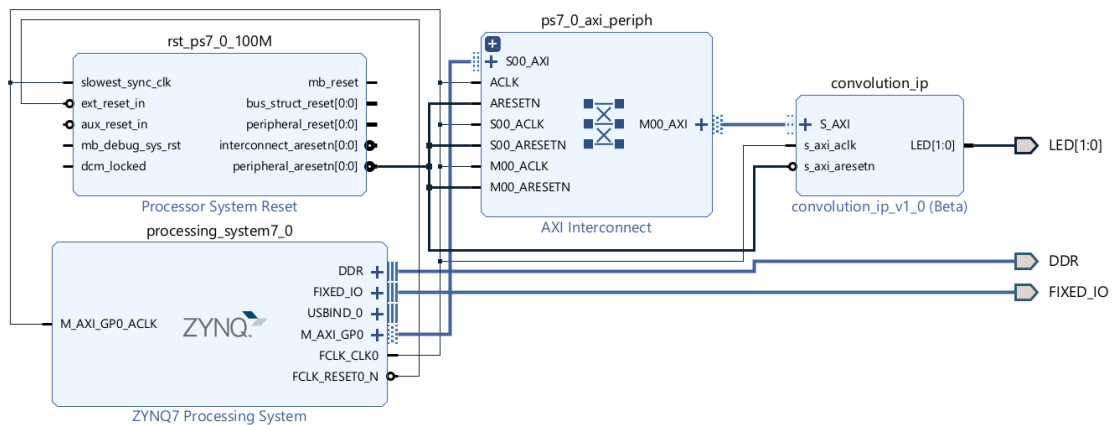 ps7_0_axi_periph
rst_ps7_0_100M
S00_AXI
slowest_sync_clk
mb_reset
ACLK
convolution_ip
ext_reset_in
bus_struct_reset[0:0]
ARESETN
aux_reset_in
peripheral_reset[0:0]
S00_ACLK
M00_AXI
S_AXI
mb_debug_sys_rst
interconnect_aresetn[0:0]
S00_ARESETN
s_axi_aclk
LED[1:0]
LED[1:0]
dcm_locked
peripheral_aresetn[0:0]
M00_ACLK
s_axi_aresetn
M00_ARESETN
Processor System Reset
convolution_ip_v1_0 (Beta)
AXI Interconnect
processing_system7_0
DDR
DDR
FIXED_IO
FIXED_IO
USBIND_0
M_AXI_GP0_ACLK
ZYNQ
M_AXI_GP0
FCLK_CLK0
FCLK_RESET0_N
ZYNQ7 Processing System